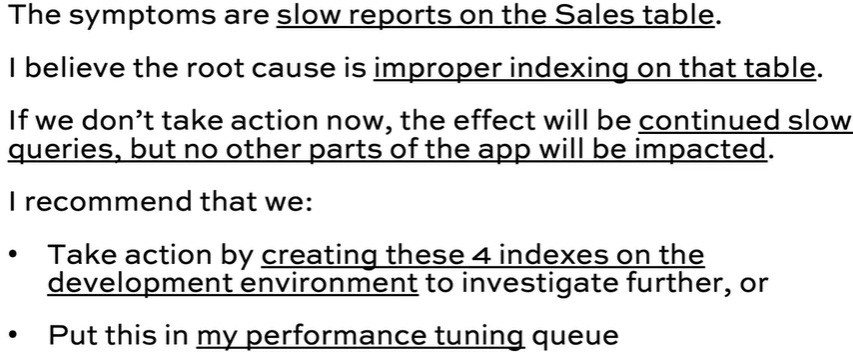 The symptoms are slow reports on the Sales table.
I believe the root cause is improper indexing on that table.
If we don’t take action now, the effect will be continued slow
queries, but no other parts of the app will be impacted.
I recommend that we:
• Take action by creating these 4 indexes on the
development environment to investigate further, or
• Put this in my performance tuning queue